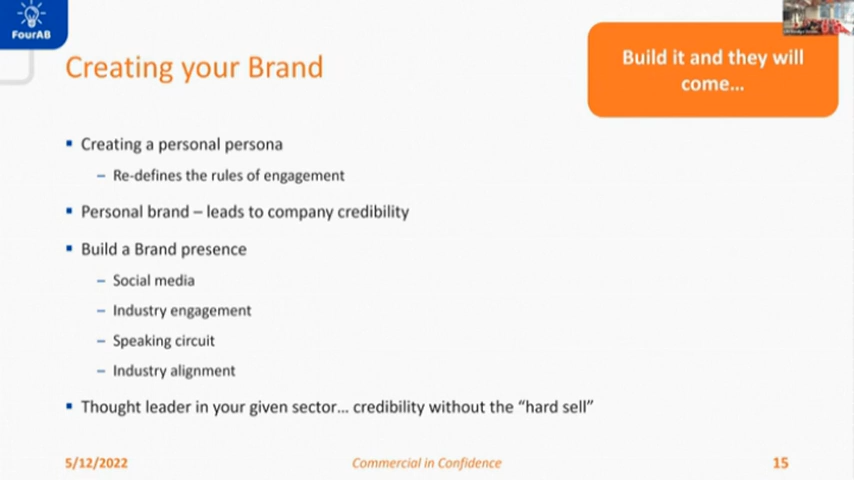 FourAB
Creating your Brand
Build it and they will
come...
Creating a personal persona
– Re-defines the rules of engagement
Personal brand – leads to company credibility
Build a Brand presence
– Social media
– Industry engagement
– Speaking circuit
– Industry alignment
Thought leader in your given sector... credibility without the “hard sell”
5/12/2022
Commercial in Confidence
15